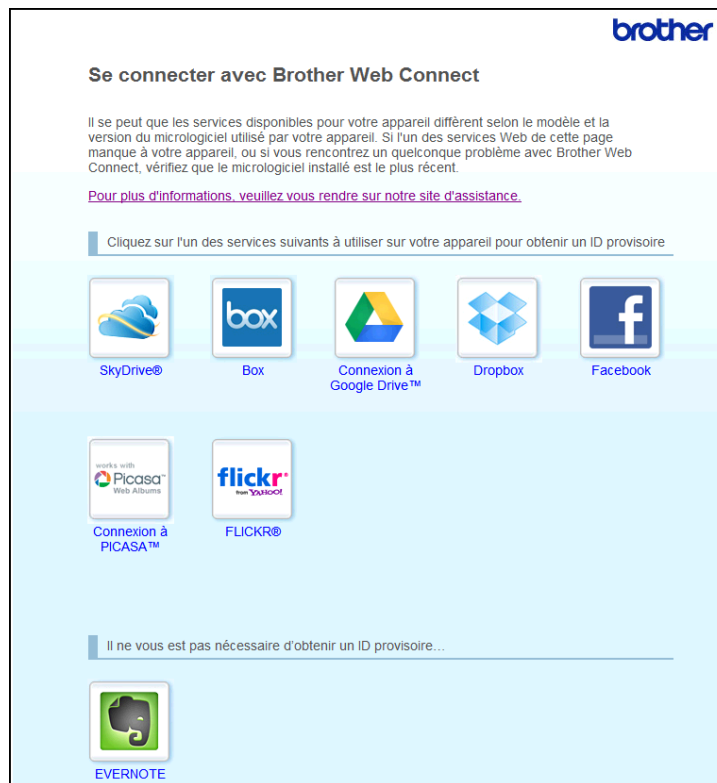 brother
Se connecter avec Brother Web Connect
Il se peut que les services disponibles pour votre appareil diffèrent selon le modèle et la
version du micrologiciel utilisé par votre appareil. Si l'un des services Web de cette page
manque à votre appareil, ou si vous rencontrez un quelconque problème avec Brother Web
Connect, vérifiez que le micrologiciel installé est le plus récent.
Pour plus d'informations, veuillez vous rendre sur notre site d'assistance.
Cliquez sur l'un des services suivants à utiliser sur votre appareil pour obtenir un ID provisoire
box
f
SkyDrive®
Box
Connexion à
Google Drive™
Dropbox
Facebook
works with
Picasa™
Web Albums
flickr
from YAHOO!
Connexion à
PICASA™
FLICKR®
Il ne vous est pas nécessaire d'obtenir un ID provisoire…
EVERNOTE